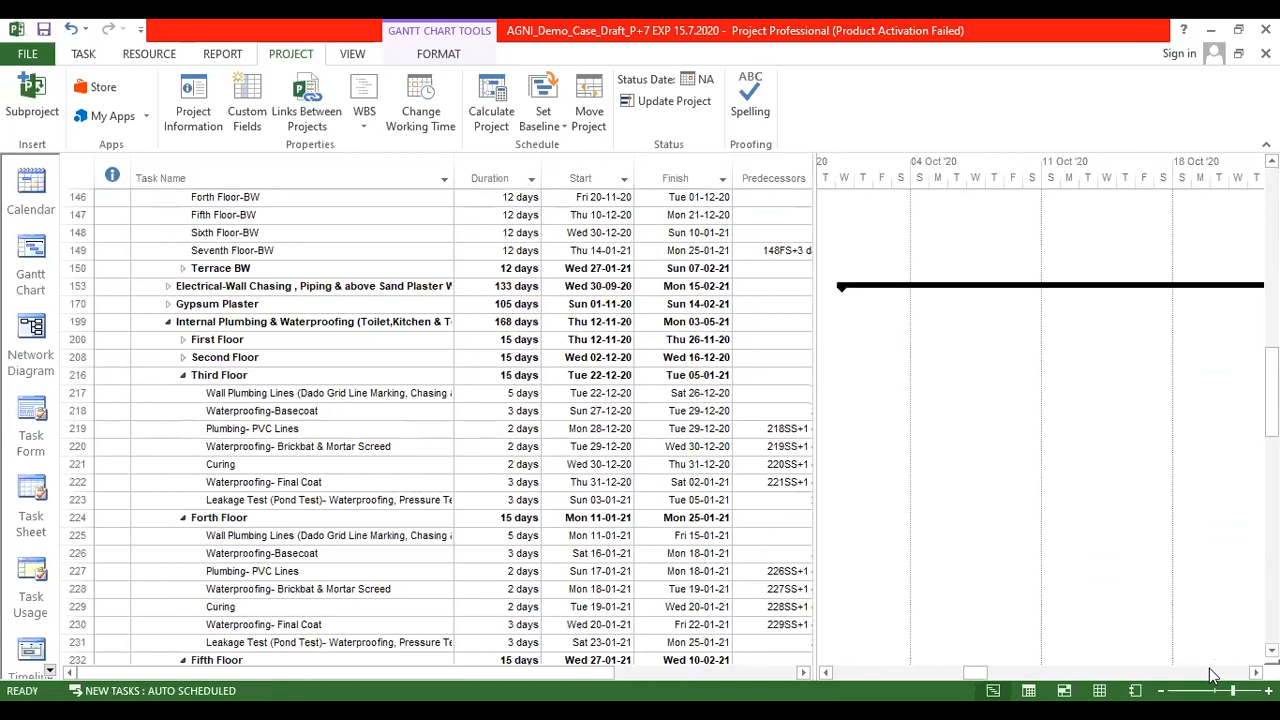 GANTT CHART TOOLS AGNI_Demo_Case_Draft_P+7 EXP 15.7.2020 - Project Professional (Product Activation Failed) ?
FILE TASK RESOURCE REPORT PROJECT VIEW FORMAT Sign in
Subproject Store My Apps Project Information Custom Fields Links Between Projects WBS Change Working Time Calculate Project Set Baseline Move Project Status Date: NA Update Project ABC Spelling
Insert Apps Properties Schedule Status Proofing
20 04 Oct '20 11 Oct '20 18 Oct '20
Task Name Duration Start Finish Predecessors T W T F S S M T W T F S S M T W T F S S M T W T
146 Forth Floor-BW 12 days Fri 20-11-20 Tue 01-12-20
147 Fifth Floor-BW 12 days Thu 10-12-20 Mon 21-12-20
148 Sixth Floor-BW 12 days Wed 30-12-20 Sun 10-01-21
149 Seventh Floor-BW 12 days Thu 14-01-21 Mon 25-01-21 148FS+3 d
150 Terrace BW 12 days Wed 27-01-21 Sun 07-02-21
153 Electrical-Wall Chasing , Piping & above Sand Plaster W 133 days Wed 30-09-20 Mon 15-02-21
170 Gypsum Plaster 105 days Sun 01-11-20 Sun 14-02-21
199 Internal Plumbing & Waterproofing (Toilet,Kitchen & T 168 days Thu 12-11-20 Mon 03-05-21
200 First Floor 15 days Thu 12-11-20 Thu 26-11-20
208 Second Floor 15 days Wed 02-12-20 Wed 16-12-20
216 Third Floor 15 days Tue 22-12-20 Tue 05-01-21
217 Wall Plumbing Lines (Dado Grid Line Marking, Chasing & 5 days Tue 22-12-20 Sat 26-12-20
218 Waterproofing-Basecoat 3 days Sun 27-12-20 Tue 29-12-20
219 Plumbing- PVC Lines 2 days Mon 28-12-20 Tue 29-12-20 218SS+1
220 Waterproofing- Brickbat & Mortar Screed 2 days Tue 29-12-20 Wed 30-12-20 219SS+1
221 Curing 2 days Wed 30-12-20 Thu 31-12-20 220SS+1
222 Waterproofing- Final Coat 3 days Thu 31-12-20 Sat 02-01-21 221SS+1
223 Leakage Test (Pond Test)- Waterproofing, Pressure Te 3 days Sun 03-01-21 Tue 05-01-21
224 Forth Floor 15 days Mon 11-01-21 Mon 25-01-21
225 Wall Plumbing Lines (Dado Grid Line Marking, Chasing & 5 days Mon 11-01-21 Fri 15-01-21
226 Waterproofing-Basecoat 3 days Sat 16-01-21 Mon 18-01-21
227 Plumbing- PVC Lines 2 days Sun 17-01-21 Mon 18-01-21 226SS+1
228 Waterproofing- Brickbat & Mortar Screed 2 days Mon 18-01-21 Tue 19-01-21 227SS+1
229 Curing 2 days Tue 19-01-21 Wed 20-01-21 228SS+1
230 Waterproofing- Final Coat 3 days Wed 20-01-21 Fri 22-01-21 229SS+1
231 Leakage Test (Pond Test)- Waterproofing, Pressure Te 3 days Sat 23-01-21 Mon 25-01-21
232 Fifth Floor 15 days Wed 27-01-21 Wed 10-02-21
Calendar
Gantt Chart
Network Diagram
Task Form
Task Sheet
Task Usage
Timeline
READY NEW TASKS : AUTO SCHEDULED